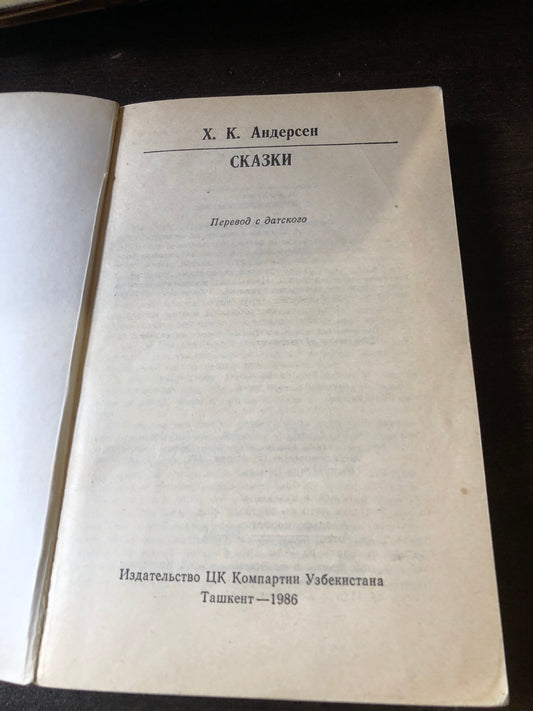 Х. К. Андерсен
СКАЗКИ
Перевод с датского
Издательство ЦК Компартии Узбекистана
Ташкент—1986